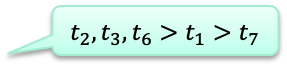 t₂, t₃, t₆ > t₁ > t₇